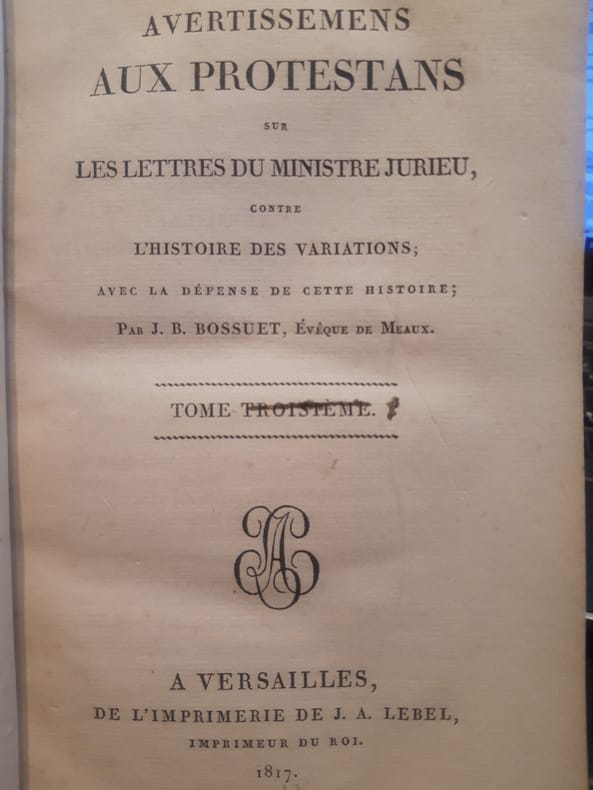 AVERTISSEMENS
AUX PROTESTANS
SUR
LES LETTRES DU MINISTRE JURIEU,
CONTRE
L'HISTOIRE DES VARIATIONS;
AVEC LA DÉFENSE DE CETTE HISTOIRE;
PAR J. B. BOSSUET, ÉVÊQUE DE MEAUX.
TOME TROISIÈME.
A VERSAILLES,
DE L'IMPRIMERIE DE J. A. LEBEL,
IMPRIMEUR DU ROI.
1817.